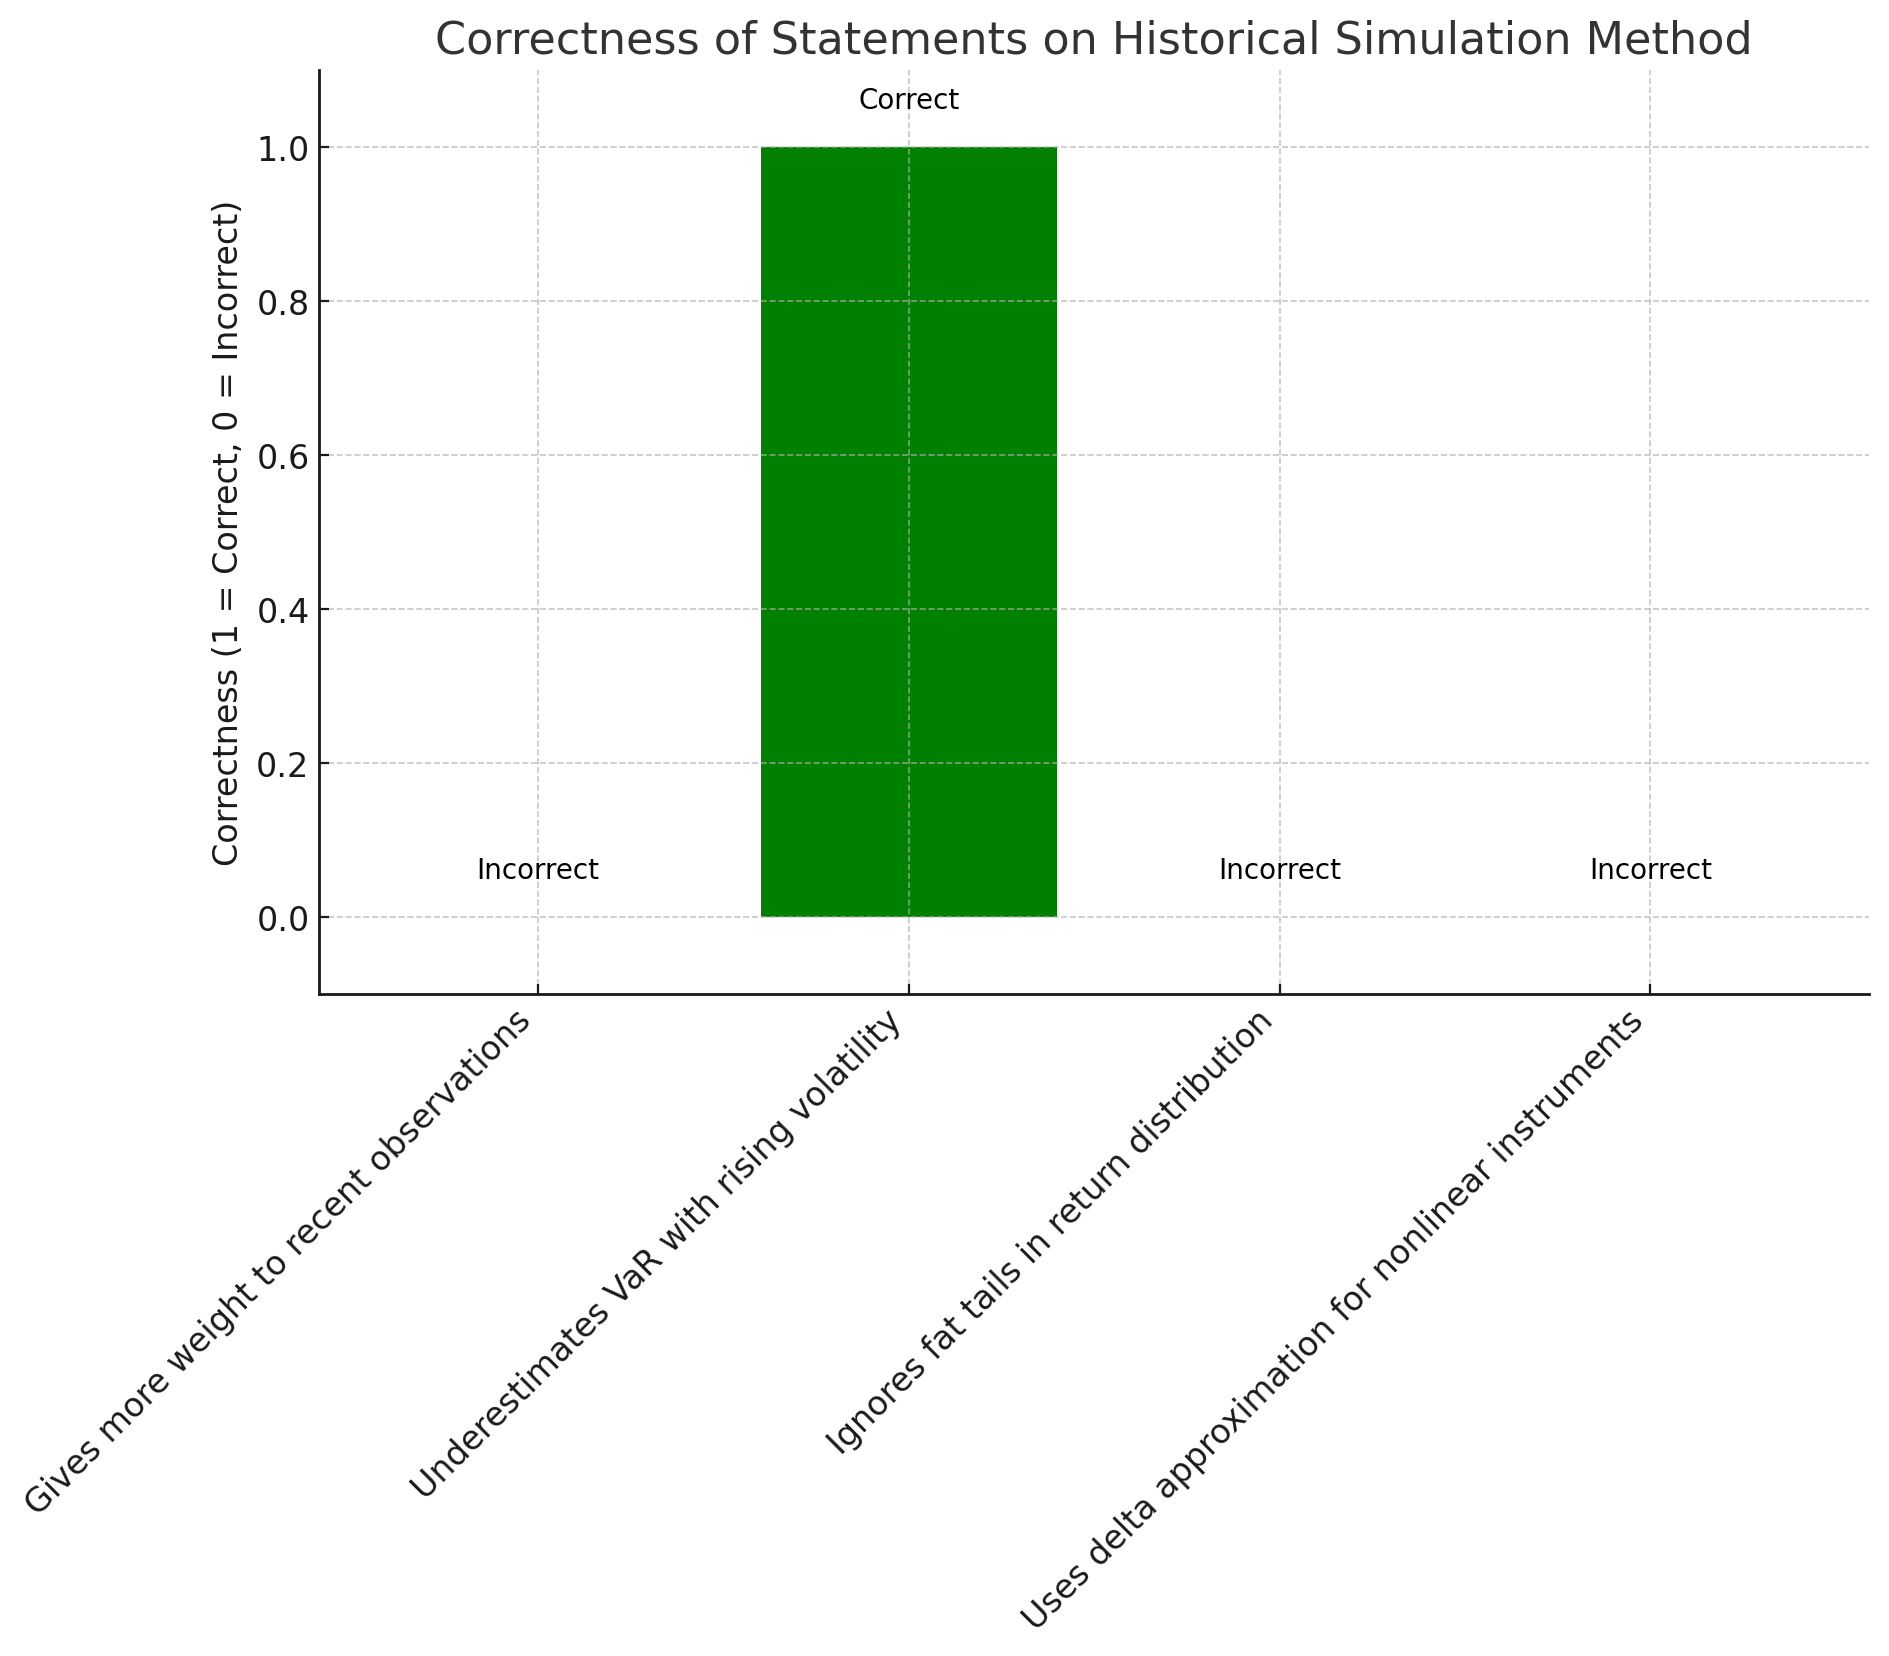 Correctness of Statements on Historical Simulation Method
Correctness (1 = Correct, 0 = Incorrect)
1.0
0.8
0.6
0.4
0.2
0.0
Incorrect
Correct
Incorrect
Incorrect
Gives more weight to recent observations
Underestimates VaR with rising volatility
Ignores fat tails in return distribution
Uses delta approximation for nonlinear instruments